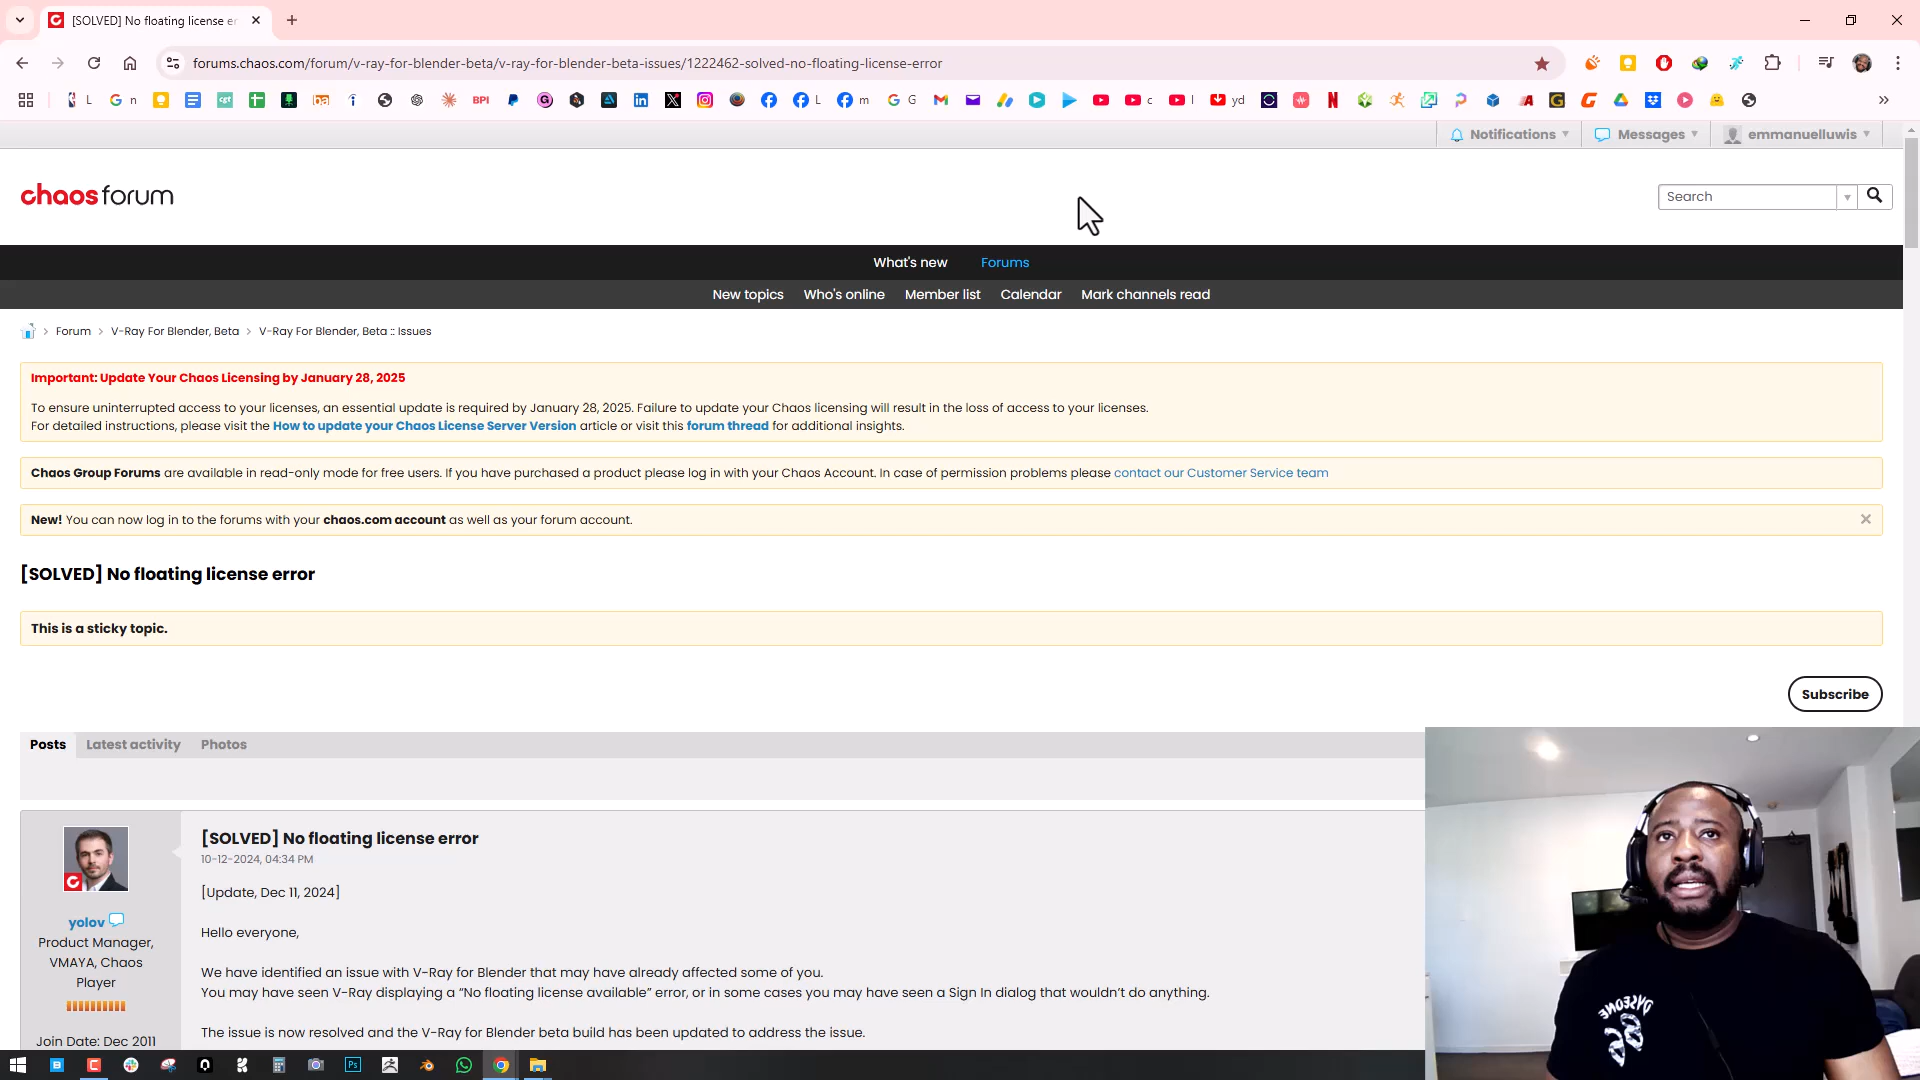 [SOLVED] No floating license er
forums.chaos.com/forum/v-ray-for-blender-beta/v-ray-for-blender-beta-issues/1222462-solved-no-floating-license-error
L
n
BPI
L
m
G
c
l
yd
Notifications
Messages
emmanuelluwis
chaos forum
Search
What's new
Forums
New topics
Who's online
Member list
Calendar
Mark channels read
Forum
V-Ray For Blender, Beta
V-Ray For Blender, Beta :: Issues
Important: Update Your Chaos Licensing by January 28, 2025
To ensure uninterrupted access to your licenses, an essential update is required by January 28, 2025. Failure to update your Chaos licensing will result in the loss of access to your licenses.
For detailed instructions, please visit the How to update your Chaos License Server Version article or visit this forum thread for additional insights.
Chaos Group Forums are available in read-only mode for free users. If you have purchased a product please log in with your Chaos Account. In case of permission problems please contact our Customer Service team
New! You can now log in to the forums with your chaos.com account as well as your forum account.
[SOLVED] No floating license error
This is a sticky topic.
Subscribe
Posts
Latest activity
Photos
[SOLVED] No floating license error
10-12-2024, 04:34 PM
[Update, Dec 11, 2024]
yolov
Product Manager,
VMAYA, Chaos
Player
Join Date: Dec 2011
Hello everyone,
We have identified an issue with V-Ray for Blender that may have already affected some of you.
You may have seen V-Ray displaying a “No floating license available” error, or in some cases you may have seen a Sign In dialog that wouldn’t do anything.
The issue is now resolved and the V-Ray for Blender beta build has been updated to address the issue.